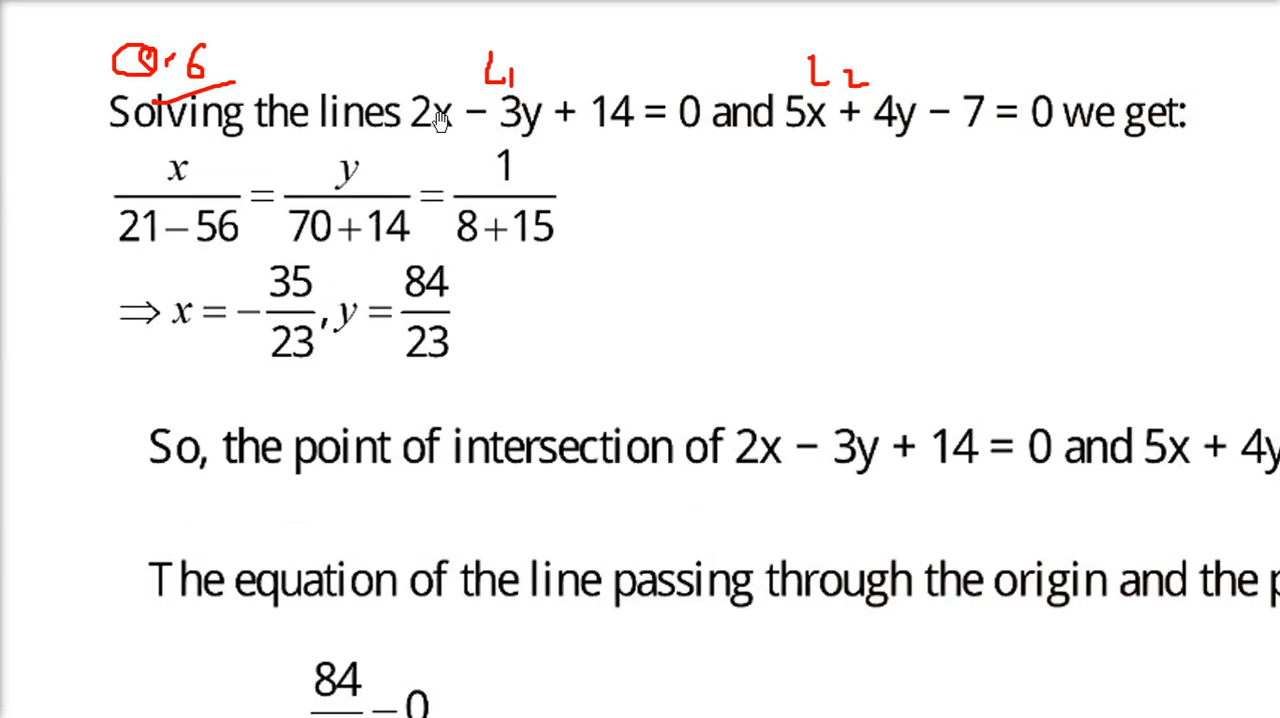 Q.6
L1 L2
Solving the lines 2x − 3y + 14 = 0 and 5x + 4y − 7 = 0 we get:
x/(21−56) = y/(70+14) = 1/(8+15)
⇒ x = −35/23, y = 84/23
So, the point of intersection of 2x − 3y + 14 = 0 and 5x + 4y
The equation of the line passing through the origin and the p
84
− 0